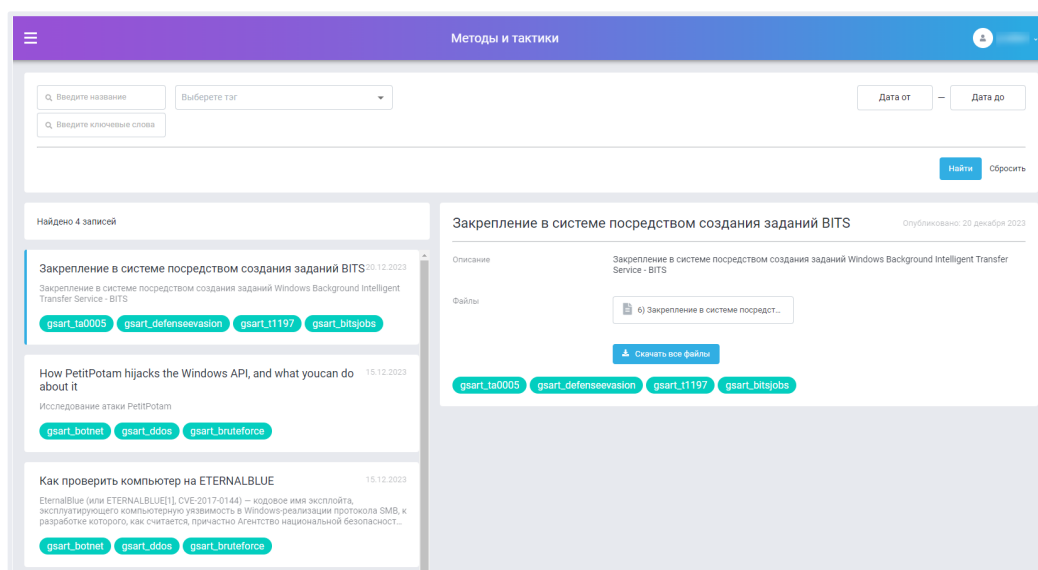 Методы и тактики
Введите название
Выберете тэг
Дата от — Дата до
Введите ключевые слова
Найти Сбросить
Найдено 4 записей
Закрепление в системе посредством создания заданий BITS 20.12.2023
Закрепление в системе посредством создания заданий Windows Background Intelligent
Transfer Service - BITS
gsart_ta0005 gsart_defenseevasion gsart_t1197 gsart_bitsjobs
How PetitPotam hijacks the Windows API, and what youcan do 15.12.2023
about it
Исследование атаки PetitPotam
gsart_botnet gsart_ddos gsart_bruteforce
Как проверить компьютер на ETERNALBLUE 15.12.2023
EternalBlue (или ETERNALBLUE[1], CVE-2017-0144) — кодовое имя эксплойта,
эксплуатирующего компьютерную уязвимость в Windows-реализации протокола SMB, к
разработке которого, как считается, причастно Агентство национальной безопасност...
gsart_botnet gsart_ddos gsart_bruteforce
Закрепление в системе посредством создания заданий BITS Опубликовано: 20 декабря 2023
Описание Закрепление в системе посредством создания заданий Windows Background Intelligent Transfer
Service - BITS
Файлы 6) Закрепление в системе посредст...
Скачать все файлы
gsart_ta0005 gsart_defenseevasion gsart_t1197 gsart_bitsjobs